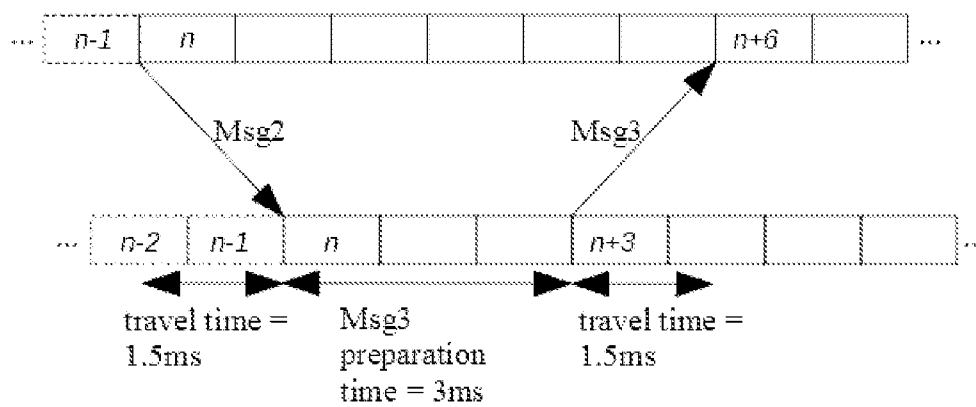 ... n-1 n n+6 ...
Msg2 Msg3
... n-2 n-1 n n+3 ...
travel time =
1.5ms
Msg3
preparation
time = 3ms
travel time =
1.5ms